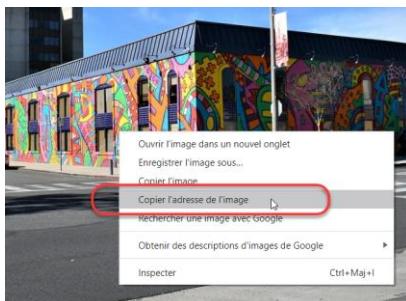 Ouvrir l'image dans un nouvel onglet
Enregistrer l'image sous...
Copier l'image
Copier l'adresse de l'image
Rechercher une image avec Google
Obtenir des descriptions d'images de Google
Inspecter Ctrl+Maj+I